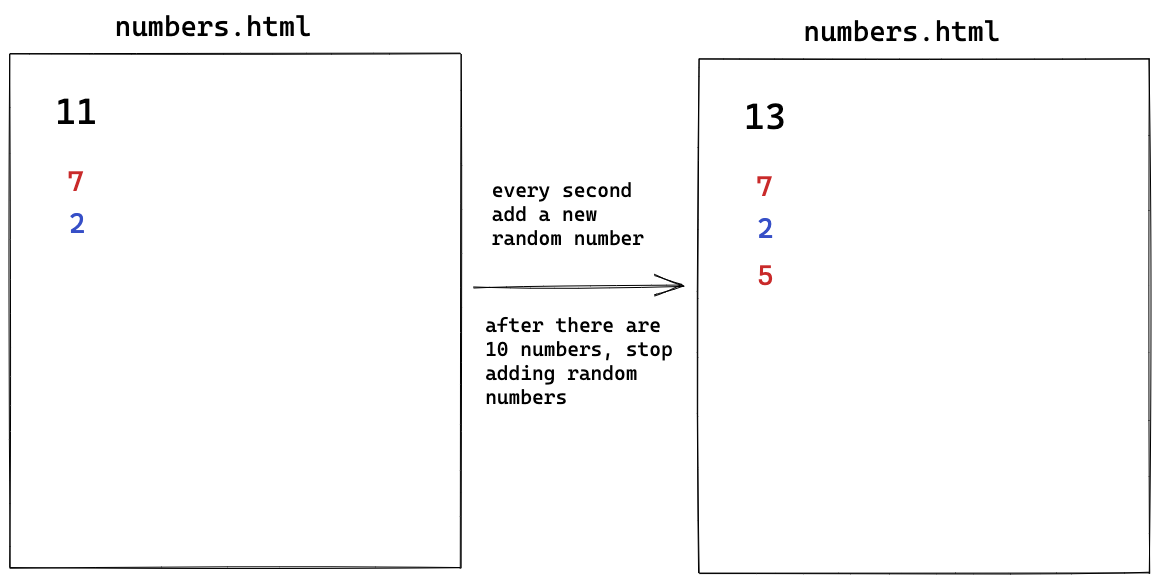 numbers.html
11
7
2
every second
add a new
random number
after there are
10 numbers, stop
adding random
numbers
numbers.html
13
7
2
5